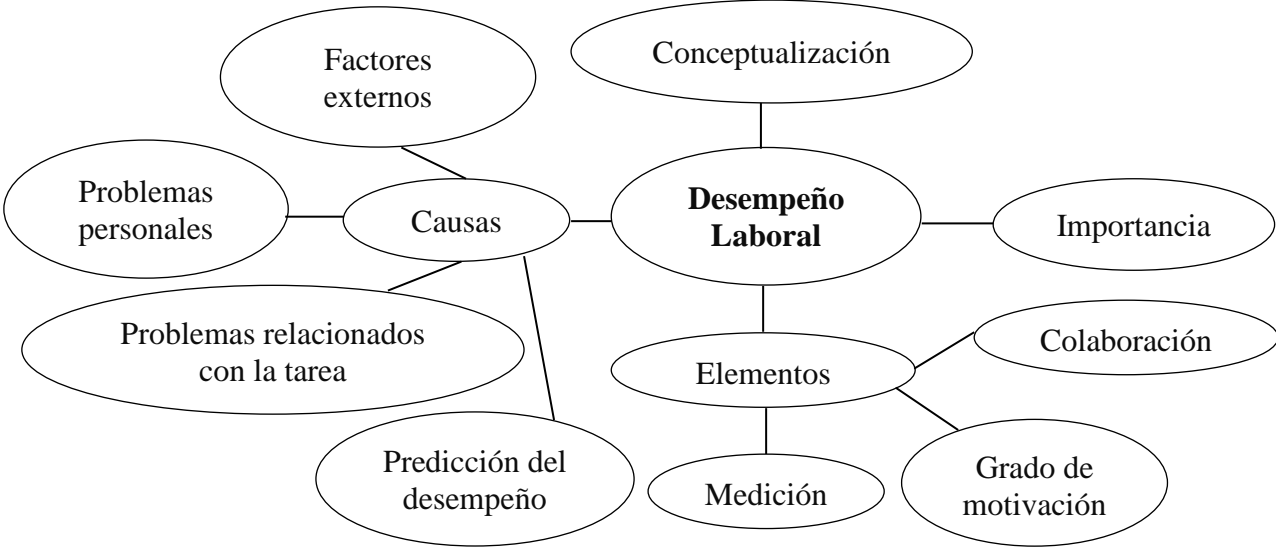 Factores
externos
Conceptualización
Problemas
personales
Causas
Desempeño
Laboral
Importancia
Problemas relacionados
con la tarea
Elementos
Colaboración
Predicción del
desempeño
Medición
Grado de
motivación